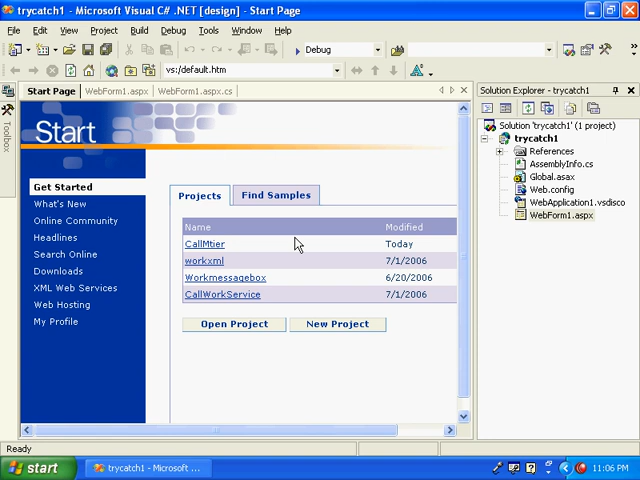 trycatch1 - Microsoft Visual C# .NET [design] - Start Page
File Edit View Project Build Debug Tools Window Help
Debug
vs:/default.htm
Start Page WebForm1.aspx WebForm1.aspx.cs
Toolbox
Start
Get Started
What's New
Online Community
Headlines
Search Online
Downloads
XML Web Services
Web Hosting
My Profile
Projects Find Samples
Name Modified
CallMtier Today
workxml 7/1/2006
Workmessagebox 6/20/2006
CallWorkService 7/1/2006
Open Project New Project
Solution Explorer - trycatch1
Solution 'trycatch1' (1 project)
trycatch1
References
AssemblyInfo.cs
Global.asax
Web.config
WebApplication1.vsdisco
WebForm1.aspx
Ready
start trycatch1 - Microsoft ... 11:06 PM